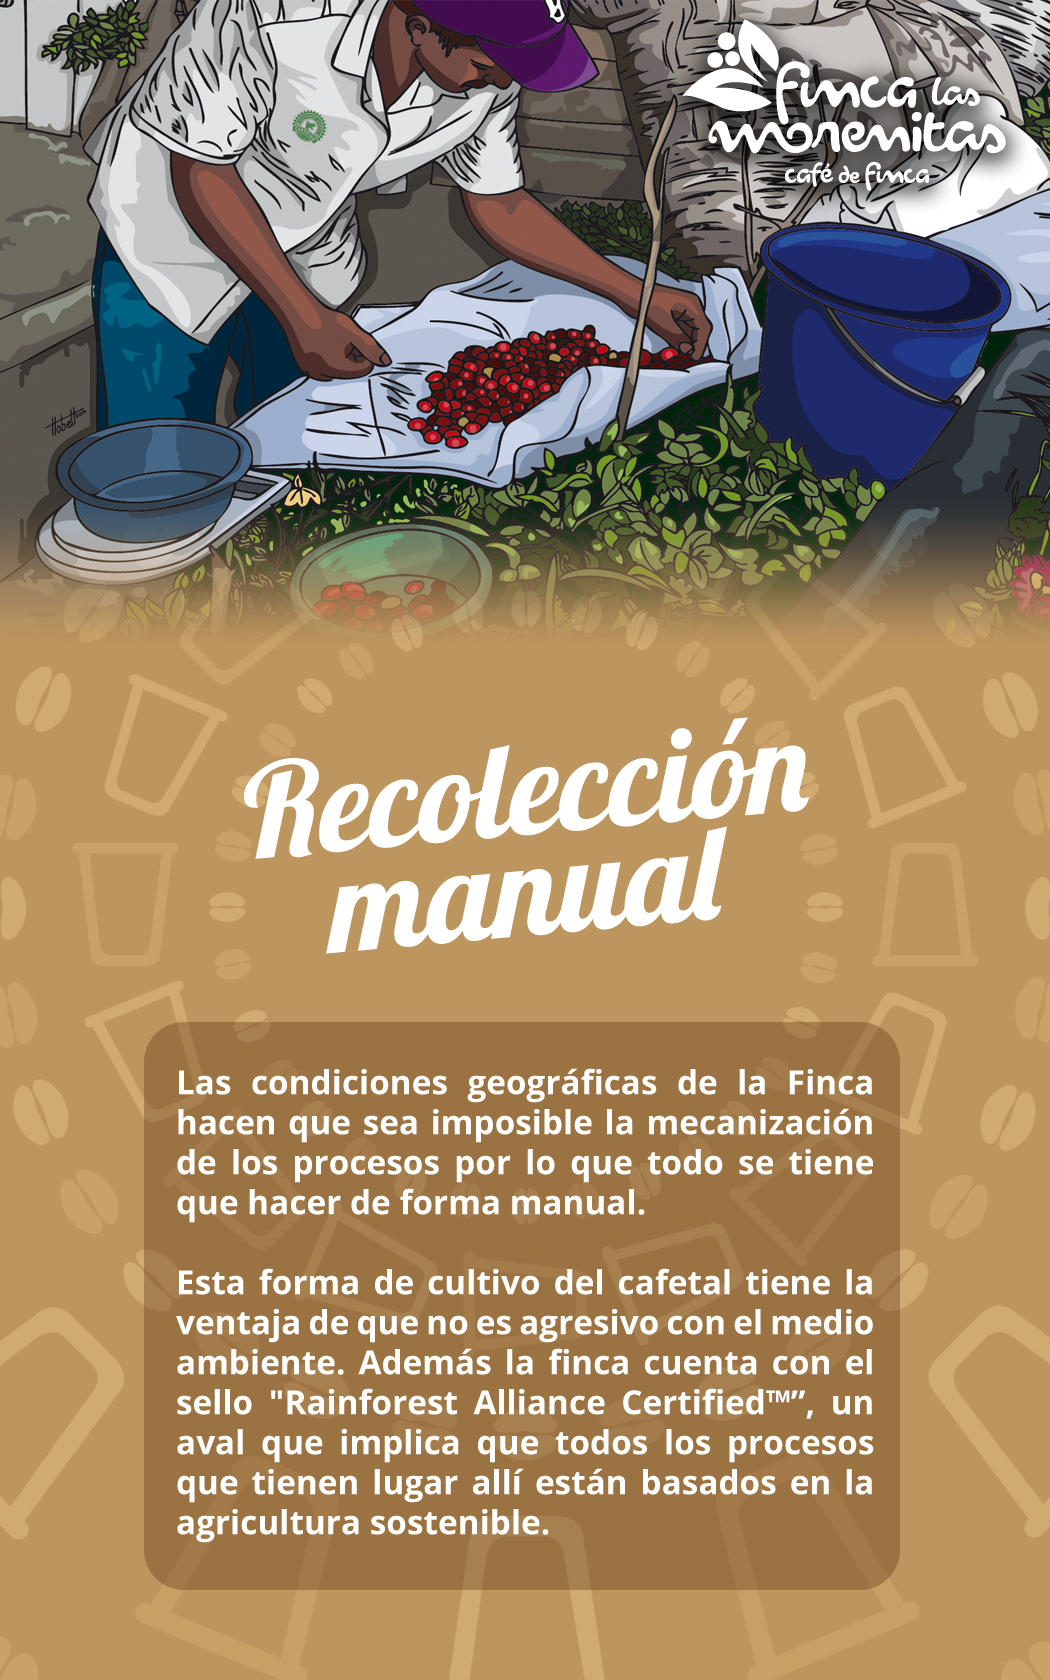 finca las
morenitas
café de finca
Recolección
manual
Las condiciones geográficas de la Finca
hacen que sea imposible la mecanización
de los procesos por lo que todo se tiene
que hacer de forma manual.
Esta forma de cultivo del cafetal tiene la
ventaja de que no es agresivo con el medio
ambiente. Además la finca cuenta con el
sello "Rainforest Alliance Certified™”, un
aval que implica que todos los procesos
que tienen lugar allí están basados en la
agricultura sostenible.